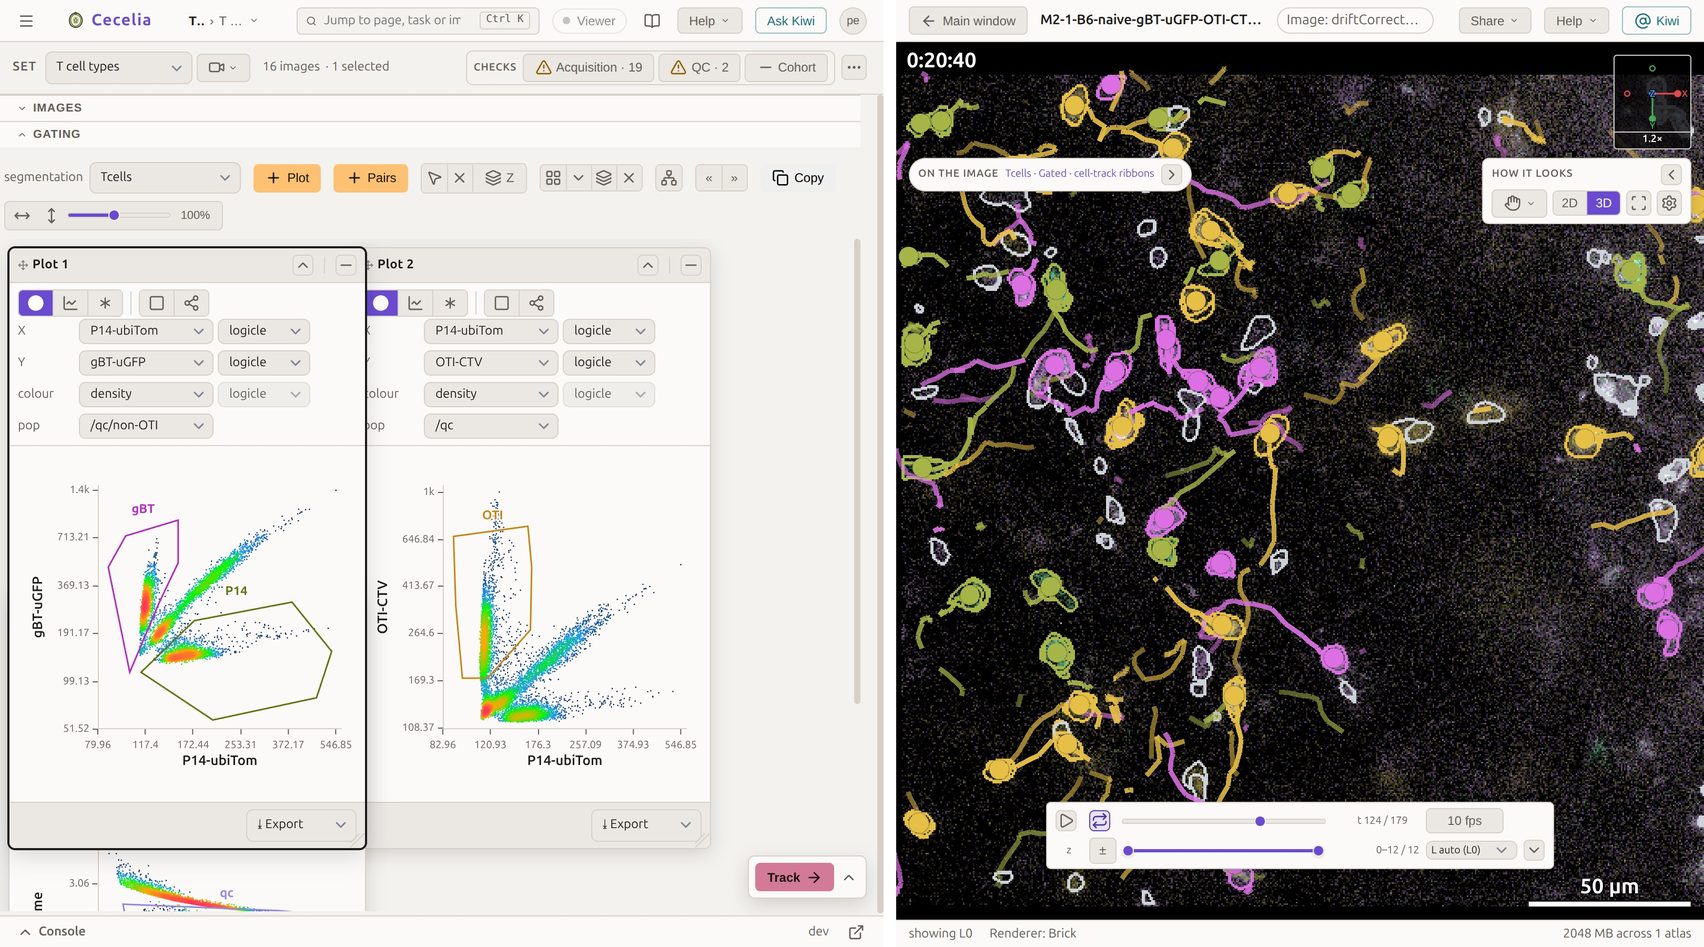 Cecelia
T.. › T ...
Jump to page, task or im
Ctrl K
Viewer
Help
Ask Kiwi
pe
SET
T cell types
16 images · 1 selected
CHECKS
Acquisition · 19
QC · 2
Cohort
IMAGES
GATING
segmentation
Tcells
+ Plot
+ Pairs
Z
«
»
Copy
100%
Plot 1
X
P14-ubiTom
logicle
Y
gBT-uGFP
logicle
colour
density
logicle
pop
/qc/non-OTI
1.4k
713.21
369.13
191.17
99.13
51.52
gBT-uGFP
gBT
P14
79.96
117.4
172.44
253.31
372.17
546.85
P14-ubiTom
Export
Plot 2
P14-ubiTom
logicle
OTI-CTV
logicle
colour
density
logicle
pop
/qc
1k
646.84
413.67
264.6
169.3
108.37
OTI-CTV
OTI
82.96
120.93
176.3
257.09
374.93
546.85
P14-ubiTom
Export
3.06
qc
me
Track
Console
dev
Main window
M2-1-B6-naive-gBT-uGFP-OTI-CT...
Image: driftCorrect...
Share
Help
Kiwi
0:20:40
X
Z
1.2×
ON THE IMAGE
Tcells · Gated · cell-track ribbons
HOW IT LOOKS
2D
3D
t 124 / 179
10 fps
z
±
0–12 / 12
L auto (L0)
50 µm
showing L0
Renderer: Brick
2048 MB across 1 atlas